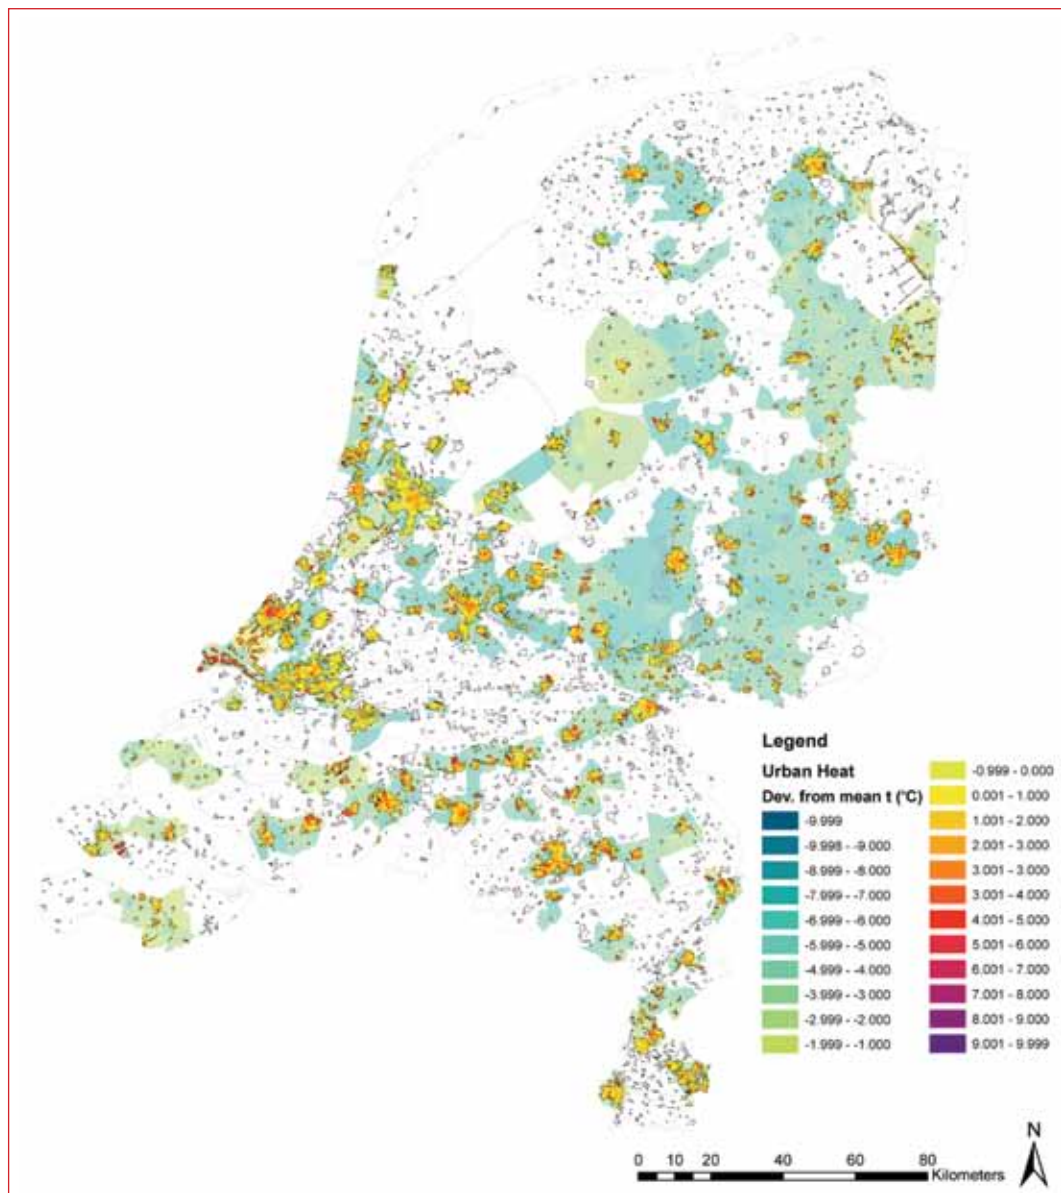 Legend
Urban Heat
Dev. from mean t (°C)
-9.999
-9.998 - -9.000
-8.999 - -8.000
-7.999 - -7.000
-6.999 - -6.000
-5.999 - -5.000
-4.999 - -4.000
-3.999 - -3.000
-2.999 - -2.000
-1.999 - -1.000
-0.999 - 0.000
0.001 - 1.000
1.001 - 2.000
2.001 - 3.000
3.001 - 3.000
3.001 - 4.000
4.001 - 5.000
5.001 - 6.000
6.001 - 7.000
7.001 - 8.000
8.001 - 9.000
9.001 - 9.999
N
0 10 20 40 60 80
Kilometers